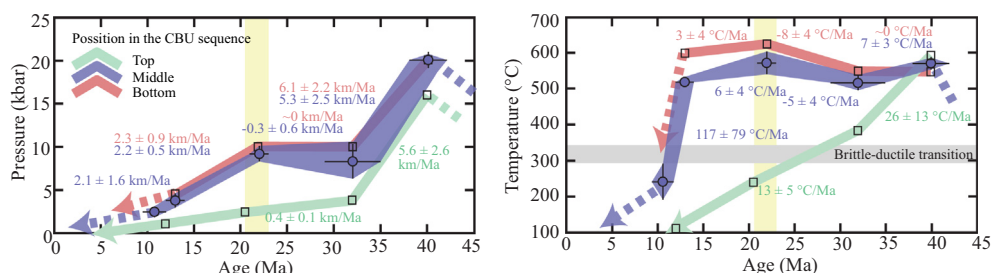 Possition in the CBU sequence
Top
Middle
Bottom
25
20
15
10
5
0
Pressure (kbar)
6.1 ± 2.2 km/Ma
5.3 ± 2.5 km/Ma
~0 km/Ma
-0.3 ± 0.6 km/Ma
2.3 ± 0.9 km/Ma
2.2 ± 0.5 km/Ma
2.1 ± 1.6 km/Ma
5.6 ± 2.6
km/Ma
0.4 ± 0.1 km/Ma
0 5 10 15 20 25 30 35 40 45
Age (Ma)
700
600
500
400
300
200
100
Temperature (°C)
3 ± 4 °C/Ma
-8 ± 4 °C/Ma
~0 °C/Ma
7 ± 3 °C/Ma
6 ± 4 °C/Ma
-5 ± 4 °C/Ma
26 ± 13 °C/Ma
117 ± 79 °C/Ma
Brittle-ductile transition
13 ± 5 °C/Ma
0 5 10 15 20 25 30 35 40 45
Age (Ma)